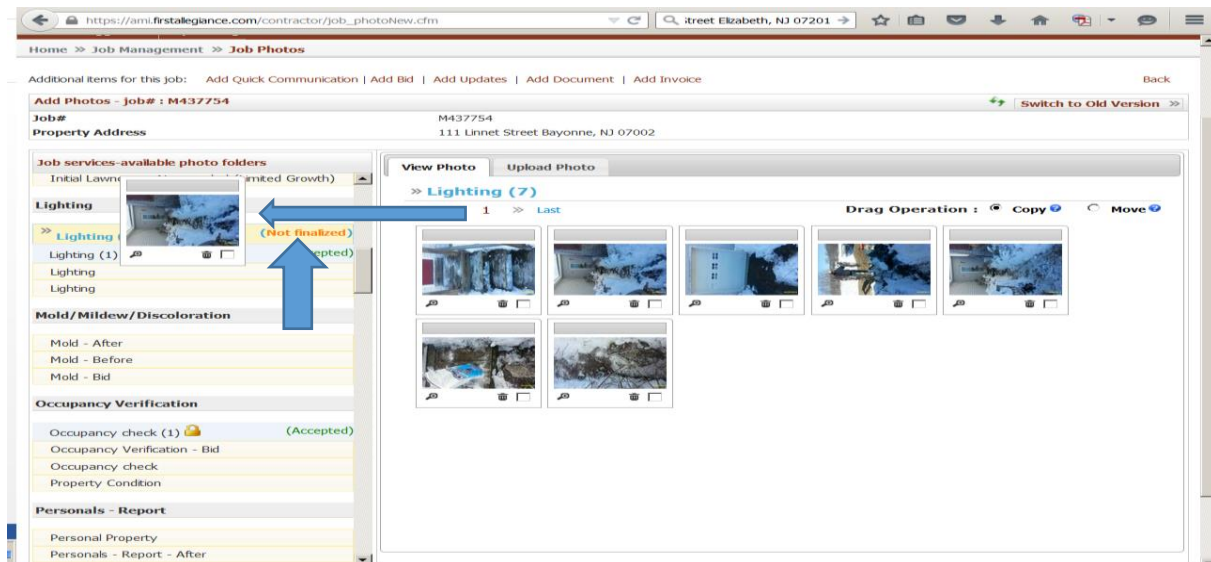 https://ami.firstallegiance.com/contractor/job_photoNew.cfm
itreet Elizabeth, NJ 07201
Home » Job Management » Job Photos
Additional items for this job: Add Quick Communication | Add Bid | Add Updates | Add Document | Add Invoice Back
Add Photos - job# : M437754 Switch to Old Version »
Job# M437754
Property Address 111 Linnet Street Bayonne, NJ 07002
Job services-available photo folders
View Photo Upload Photo
Initial Growth)
» Lighting (7)
Lighting
1 » Last Drag Operation : Copy Move
» Lighting (Not finalized)
Lighting (1)
Lighting
Lighting
Mold/Mildew/Discoloration
Mold - After
Mold - Before
Mold - Bid
Occupancy Verification
Occupancy check (1) (Accepted)
Occupancy Verification - Bid
Occupancy check
Property Condition
Personals - Report
Personal Property
Personals - Report - After